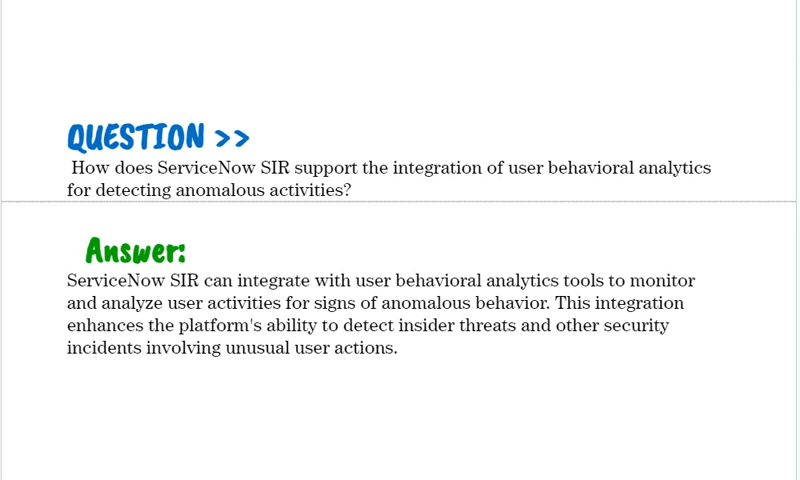 QUESTION >>
How does ServiceNow SIR support the integration of user behavioral analytics
for detecting anomalous activities?
Answer:
ServiceNow SIR can integrate with user behavioral analytics tools to monitor
and analyze user activities for signs of anomalous behavior. This integration
enhances the platform's ability to detect insider threats and other security
incidents involving unusual user actions.